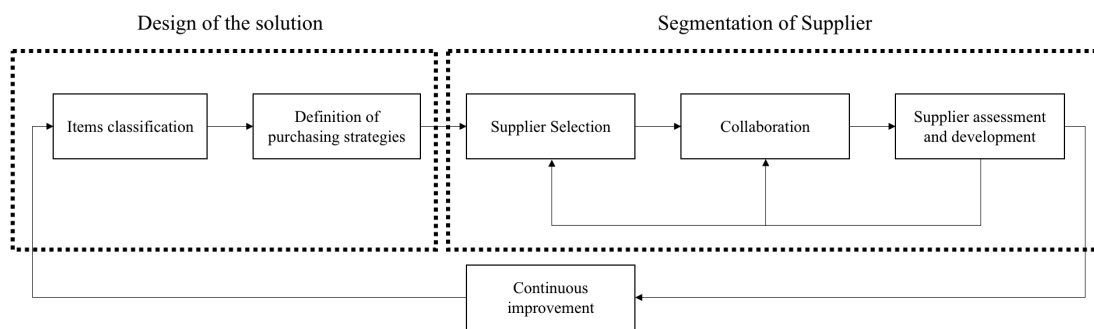 Design of the solution
Segmentation of Supplier
Items classification
Definition of
purchasing strategies
Supplier Selection
Collaboration
Supplier assessment
and development
Continuous
improvement